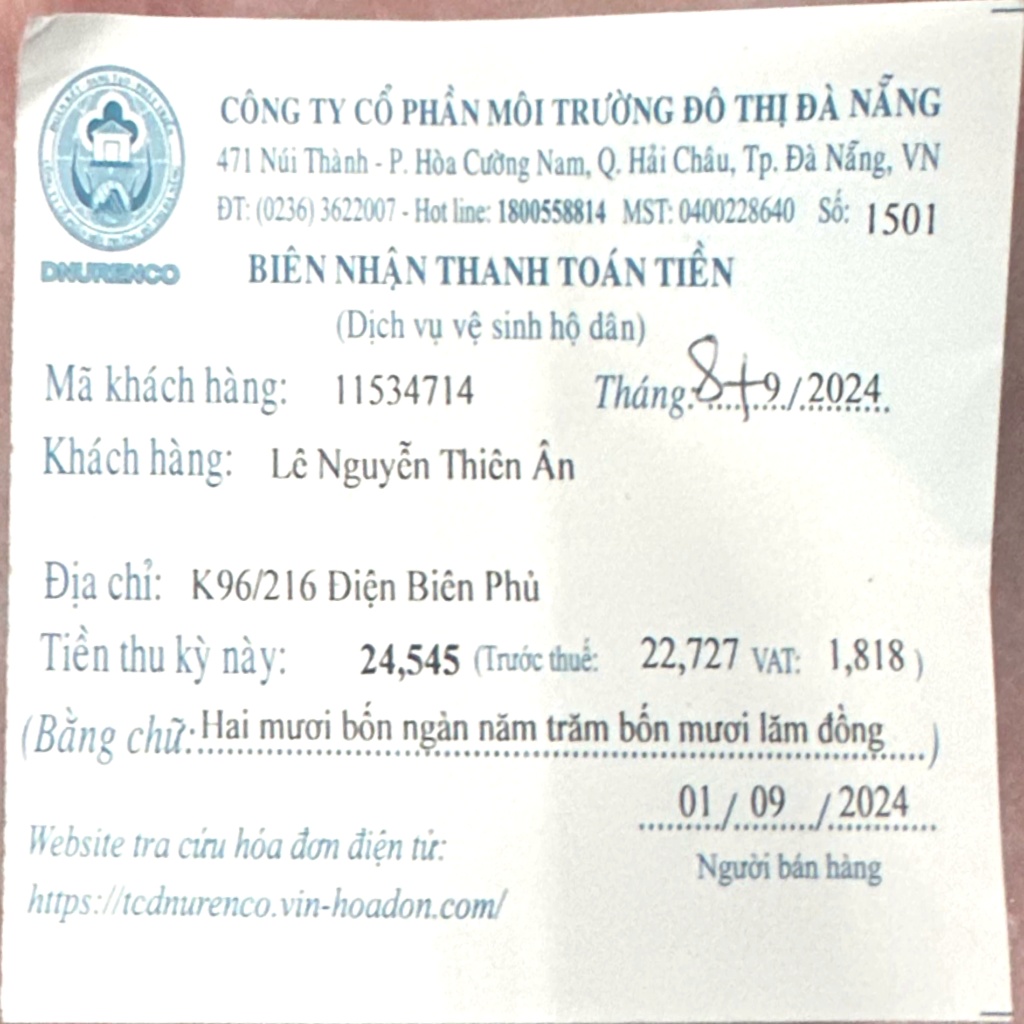 CÔNG TY CỔ PHẦN MÔI TRƯỜNG ĐÔ THỊ ĐÀ NẴNG
471 Núi Thành - P. Hòa Cường Nam, Q. Hải Châu, Tp. Đà Nẵng, VN
ĐT: (0236) 3622007 - Hot line: 1800558814 MST: 0400228640 Số: 1501
DNURENCO
BIÊN NHẬN THANH TOÁN TIỀN
(Dịch vụ vệ sinh hộ dân)
Mã khách hàng: 11534714 Tháng: 8+9/2024
Khách hàng: Lê Nguyễn Thiên Ân
Địa chỉ: K96/216 Điện Biên Phủ
Tiền thu kỳ này: 24,545 (Trước thuế: 22,727 VAT: 1,818)
(Bằng chữ: Hai mươi bốn ngàn năm trăm bốn mươi lăm đồng)
01/09/2024
Người bán hàng
Website tra cứu hóa đơn điện tử:
https://tcdnurenco.vin-hoadon.com/